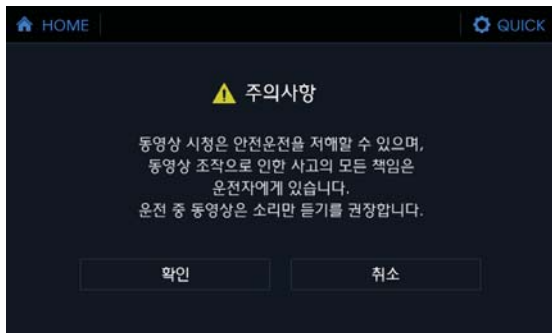 HOME
QUICK
주의사항
동영상 시청은 안전운전을 저해할 수 있으며,
동영상 조작으로 인한 사고의 모든 책임은
운전자에게 있습니다.
운전 중 동영상은 소리만 듣기를 권장합니다.
확인
취소